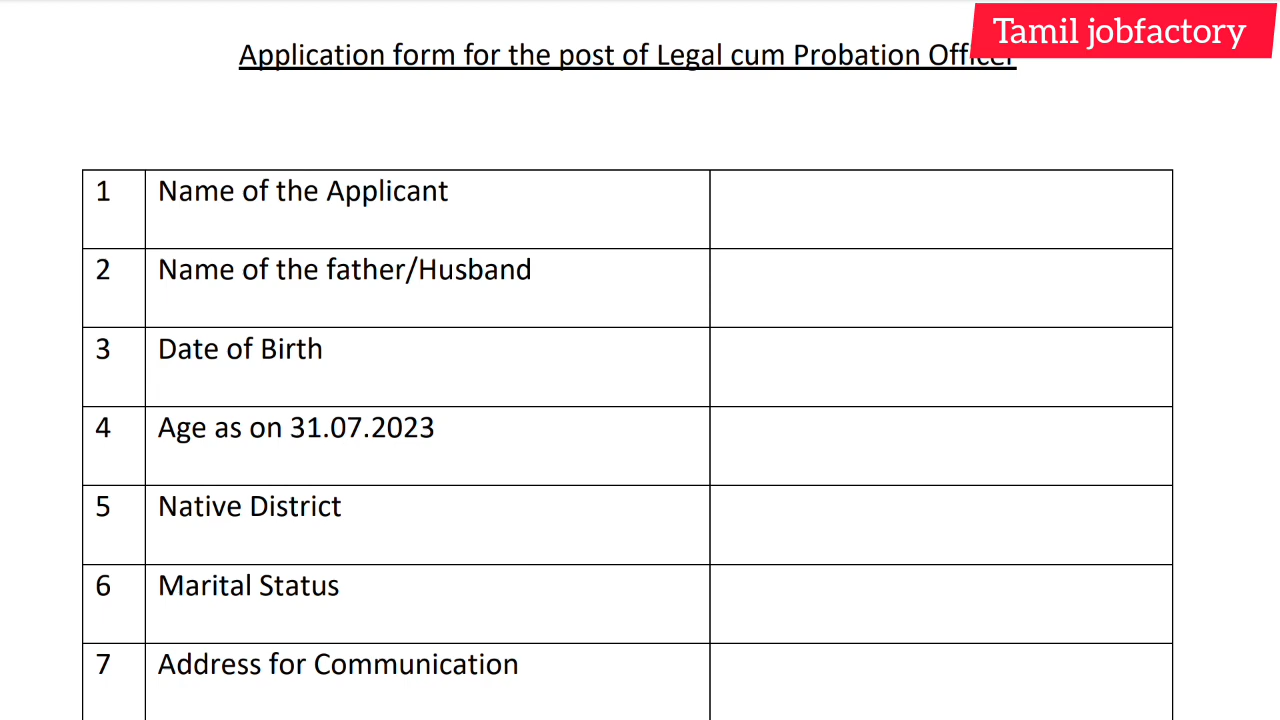 Tamil jobfactory
Application form for the post of Legal cum Probation Officer
1 Name of the Applicant
2 Name of the father/Husband
3 Date of Birth
4 Age as on 31.07.2023
5 Native District
6 Marital Status
7 Address for Communication